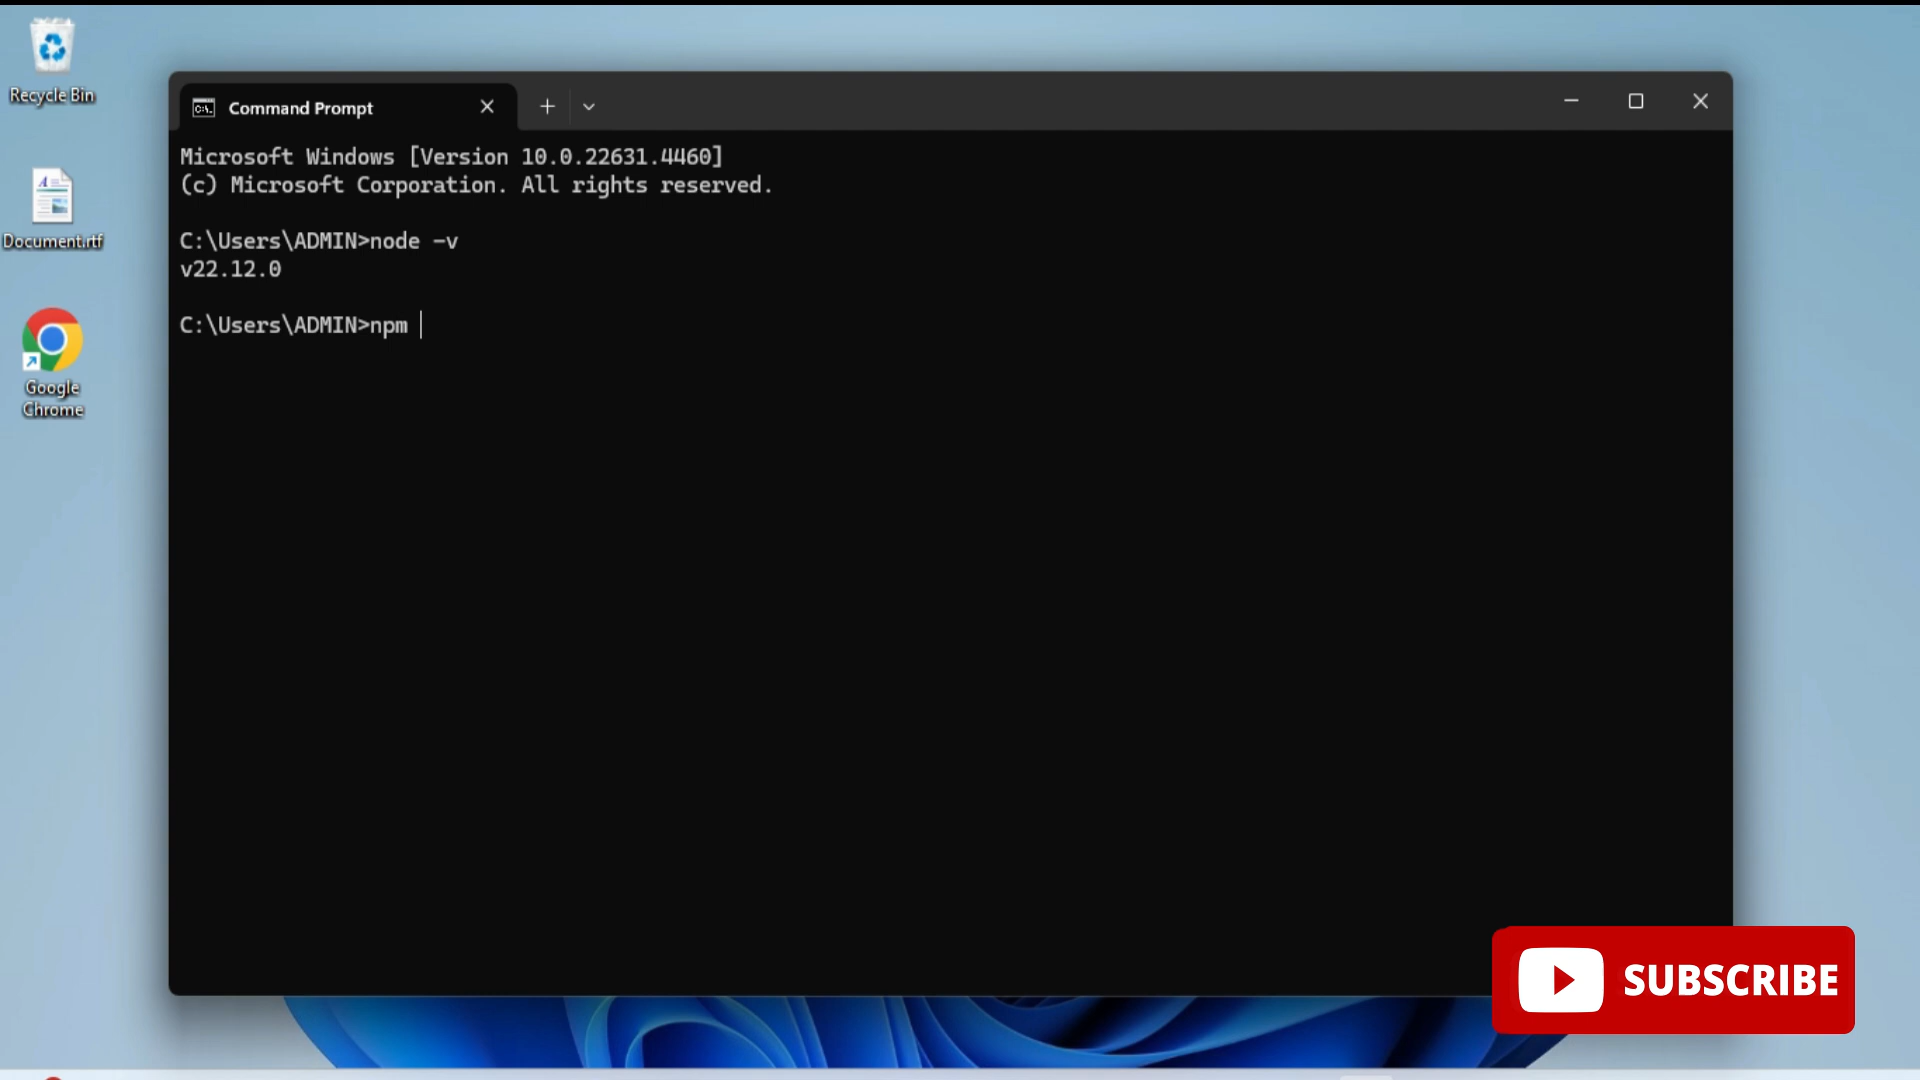 Recycle Bin
Document.rtf
Google
Chrome
Command Prompt
Microsoft Windows [Version 10.0.22631.4460]
(c) Microsoft Corporation. All rights reserved.
C:\Users\ADMIN>node -v
v22.12.0
C:\Users\ADMIN>npm
SUBSCRIBE